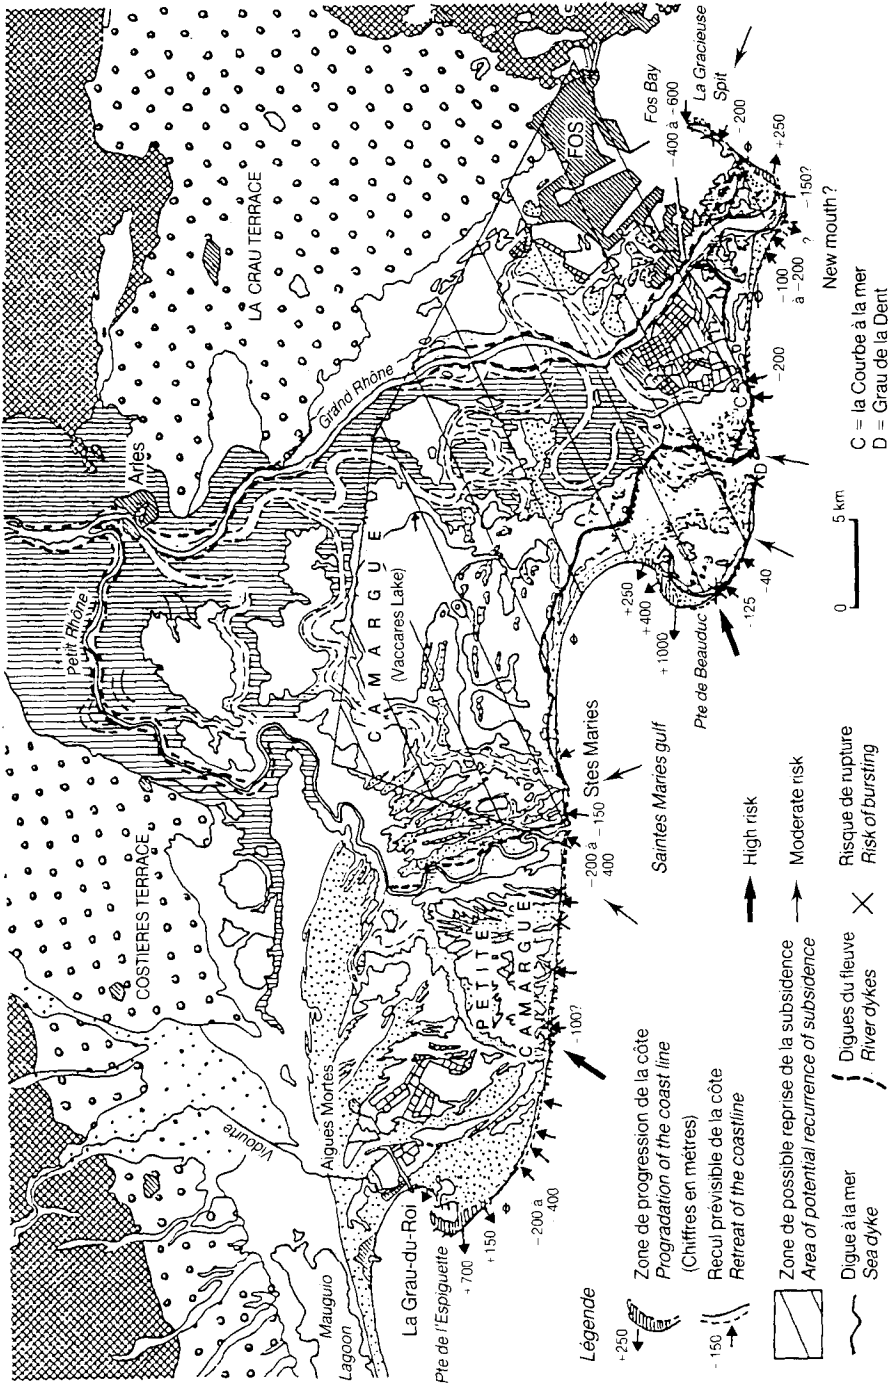 LA CRAU TERRACE
COSTIERES TERRACE
Arles
Petit Rhône
Grand Rhône
Vidourle
FOS
Fos Bay
-400 à -600
La Gracieuse
Spit
-200
+250
-150?
?
-100
à -200
New mouth?
-200
C
D
C = la Courbe à la mer
D = Grau de la Dent
CAMARGUE
(Vaccares Lake)
+250
+400
+1000
Pte de Beauduc
-125
-40
0 5 km
Stes Maries
-150
-200 à
400
Saintes Maries gulf
PETITE
CAMARGUE
-100?
Aigues Mortes
Mauguio
Lagoon
La Grau-du-Roi
Pte de l'Espiguette
+700
+150
-200 à
400
Légende
+250
Zone de progression de la côte
Progradation of the coast line
(Chiffres en métres)
-150
Recul prévisible de la côte
Retreat of the coastline
High risk
Moderate risk
Zone de possible reprise de la subsidence
Area of potential recurrence of subsidence
Digue à la mer
Sea dyke
Digues du fleuve
River dykes
Risque de rupture
Risk of bursting